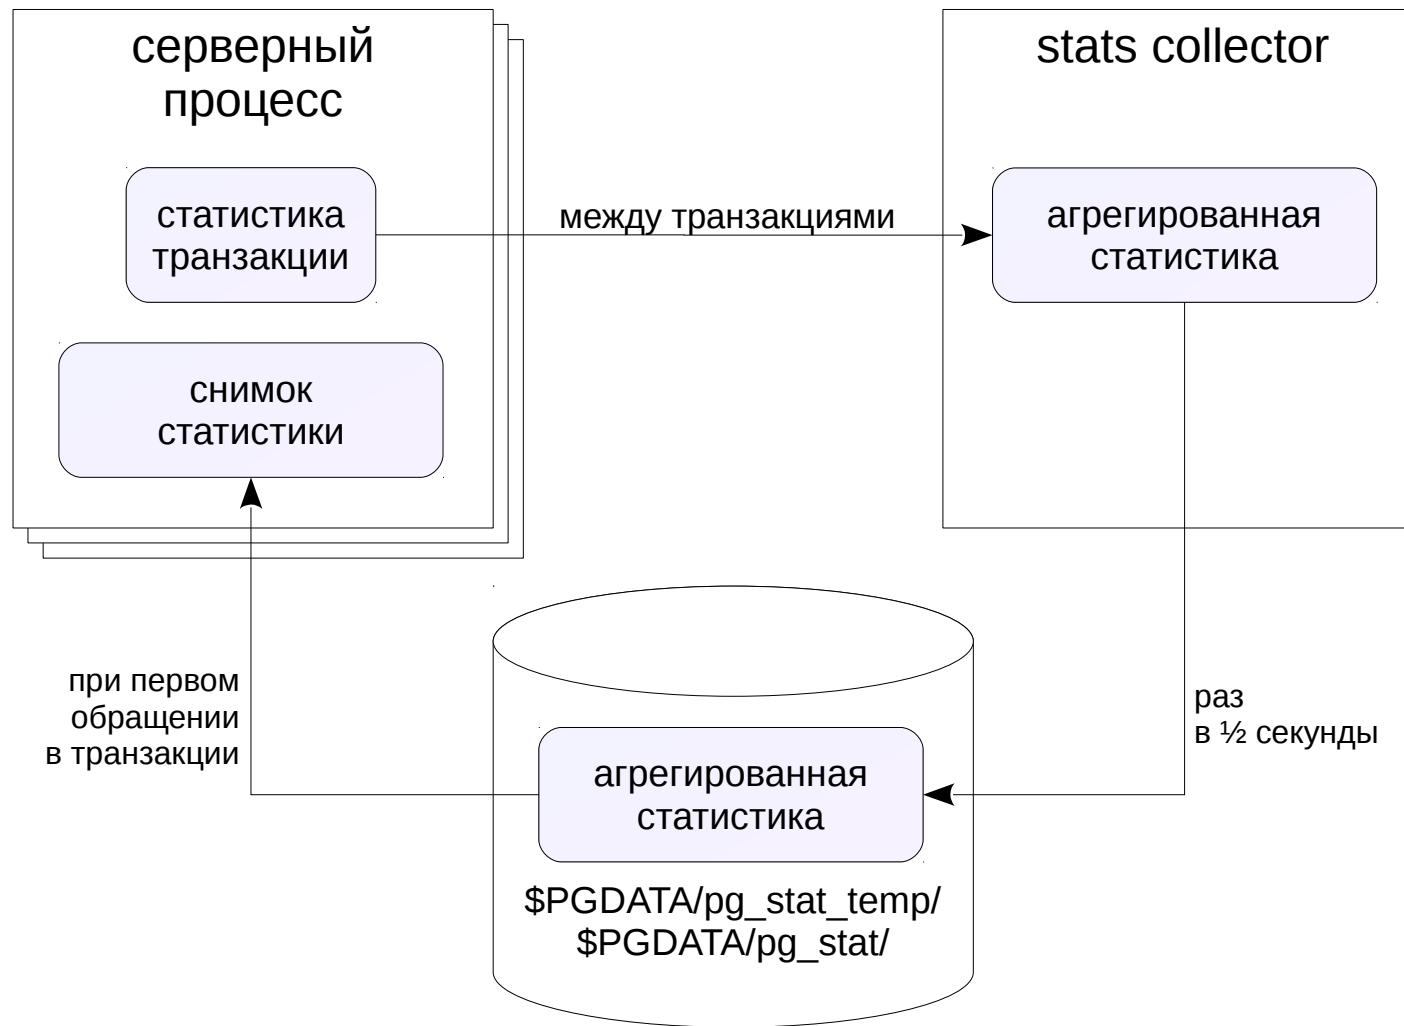 серверный
процесс
stats collector
статистика
транзакции
между транзакциями
агрегированная
статистика
снимок
статистики
при первом
обращении
в транзакции
раз
в ½ секунды
агрегированная
статистика
$PGDATA/pg_stat_temp/
$PGDATA/pg_stat/